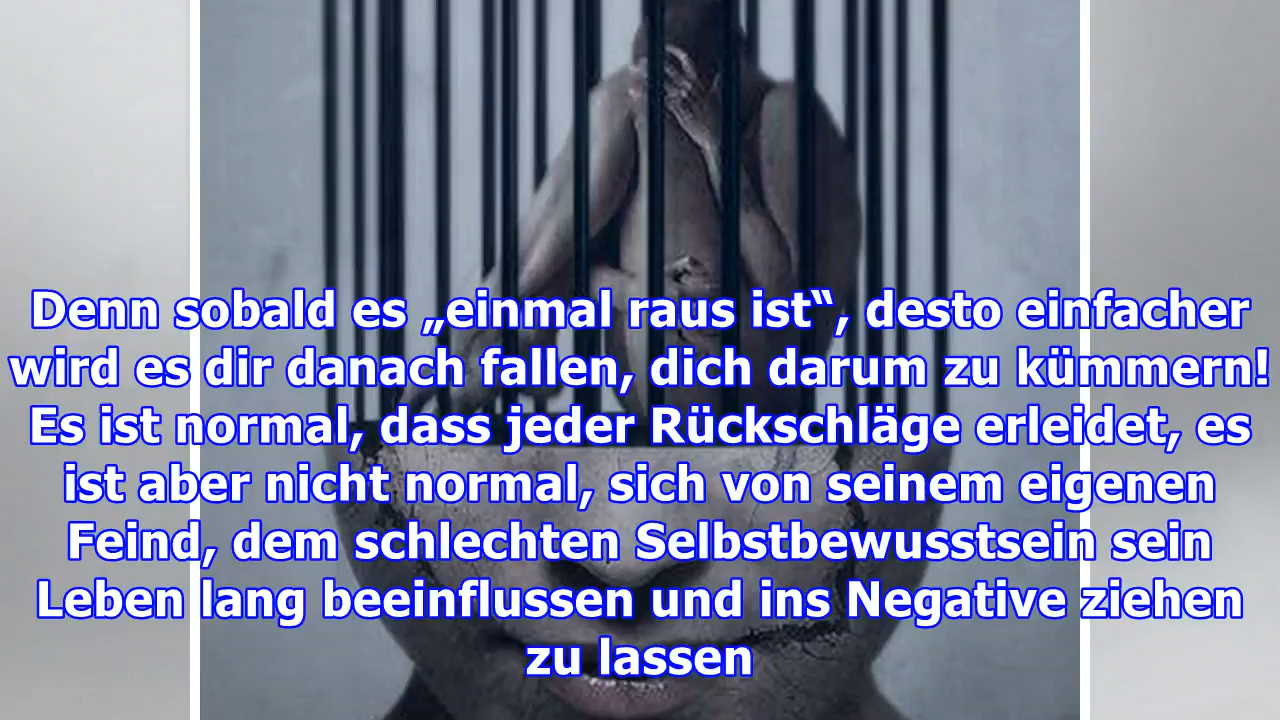 Denn sobald es „einmal raus ist“, desto einfacher
wird es dir danach fallen, dich darum zu kümmern!
Es ist normal, dass jeder Rückschläge erleidet, es
ist aber nicht normal, sich von seinem eigenen
Feind, dem schlechten Selbstbewusstsein sein
Leben lang beeinflussen und ins Negative ziehen
zu lassen